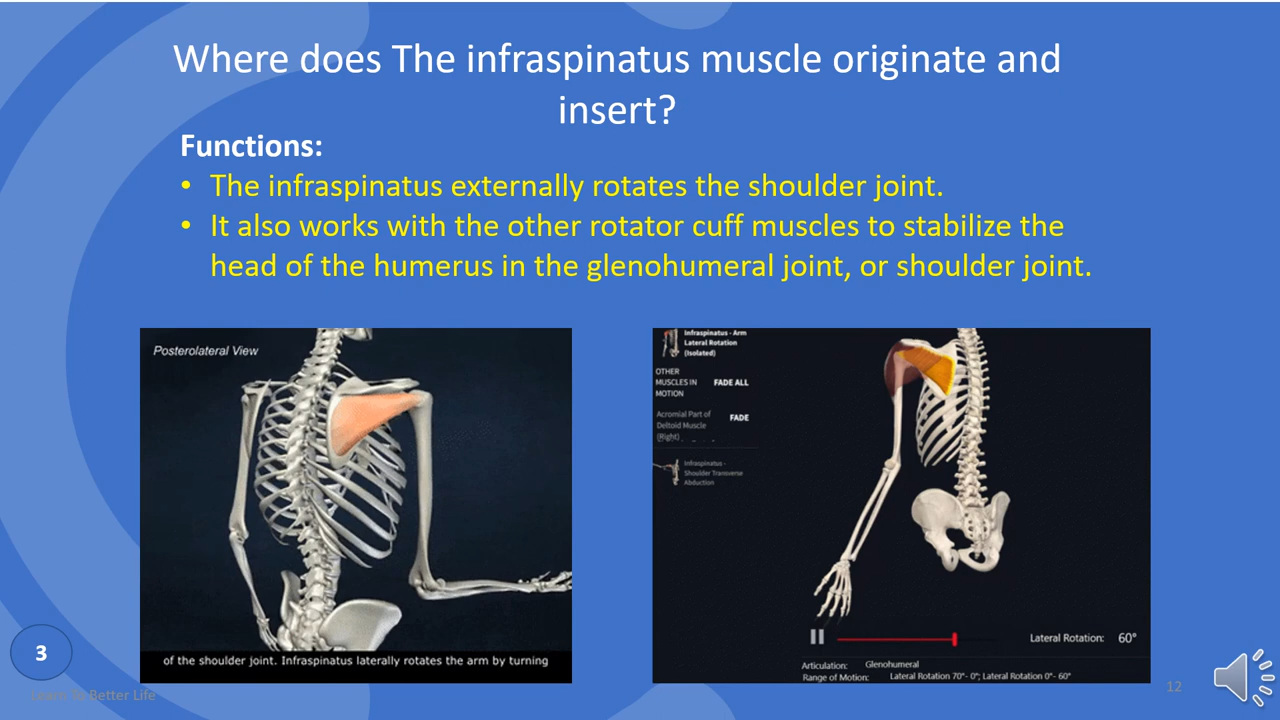 Where does The infraspinatus muscle originate and
insert?
Functions:
• The infraspinatus externally rotates the shoulder joint.
• It also works with the other rotator cuff muscles to stabilize the
head of the humerus in the glenohumeral joint, or shoulder joint.
Posterolateral View
of the shoulder joint. Infraspinatus laterally rotates the arm by turning
Infraspinatus - Arm
Lateral Rotation
(Isolated)
OTHER
MUSCLES IN
MOTION
FADE ALL
Acromial Part of
Deltoid Muscle
(Right)
FADE
Infraspinatus -
Shoulder Transverse
Abduction
Lateral Rotation: 60°
Articulation: Glenohumeral
Range of Motion: Lateral Rotation 70°- 0°; Lateral Rotation 0°- 60°
3
Learn To Better Life
12